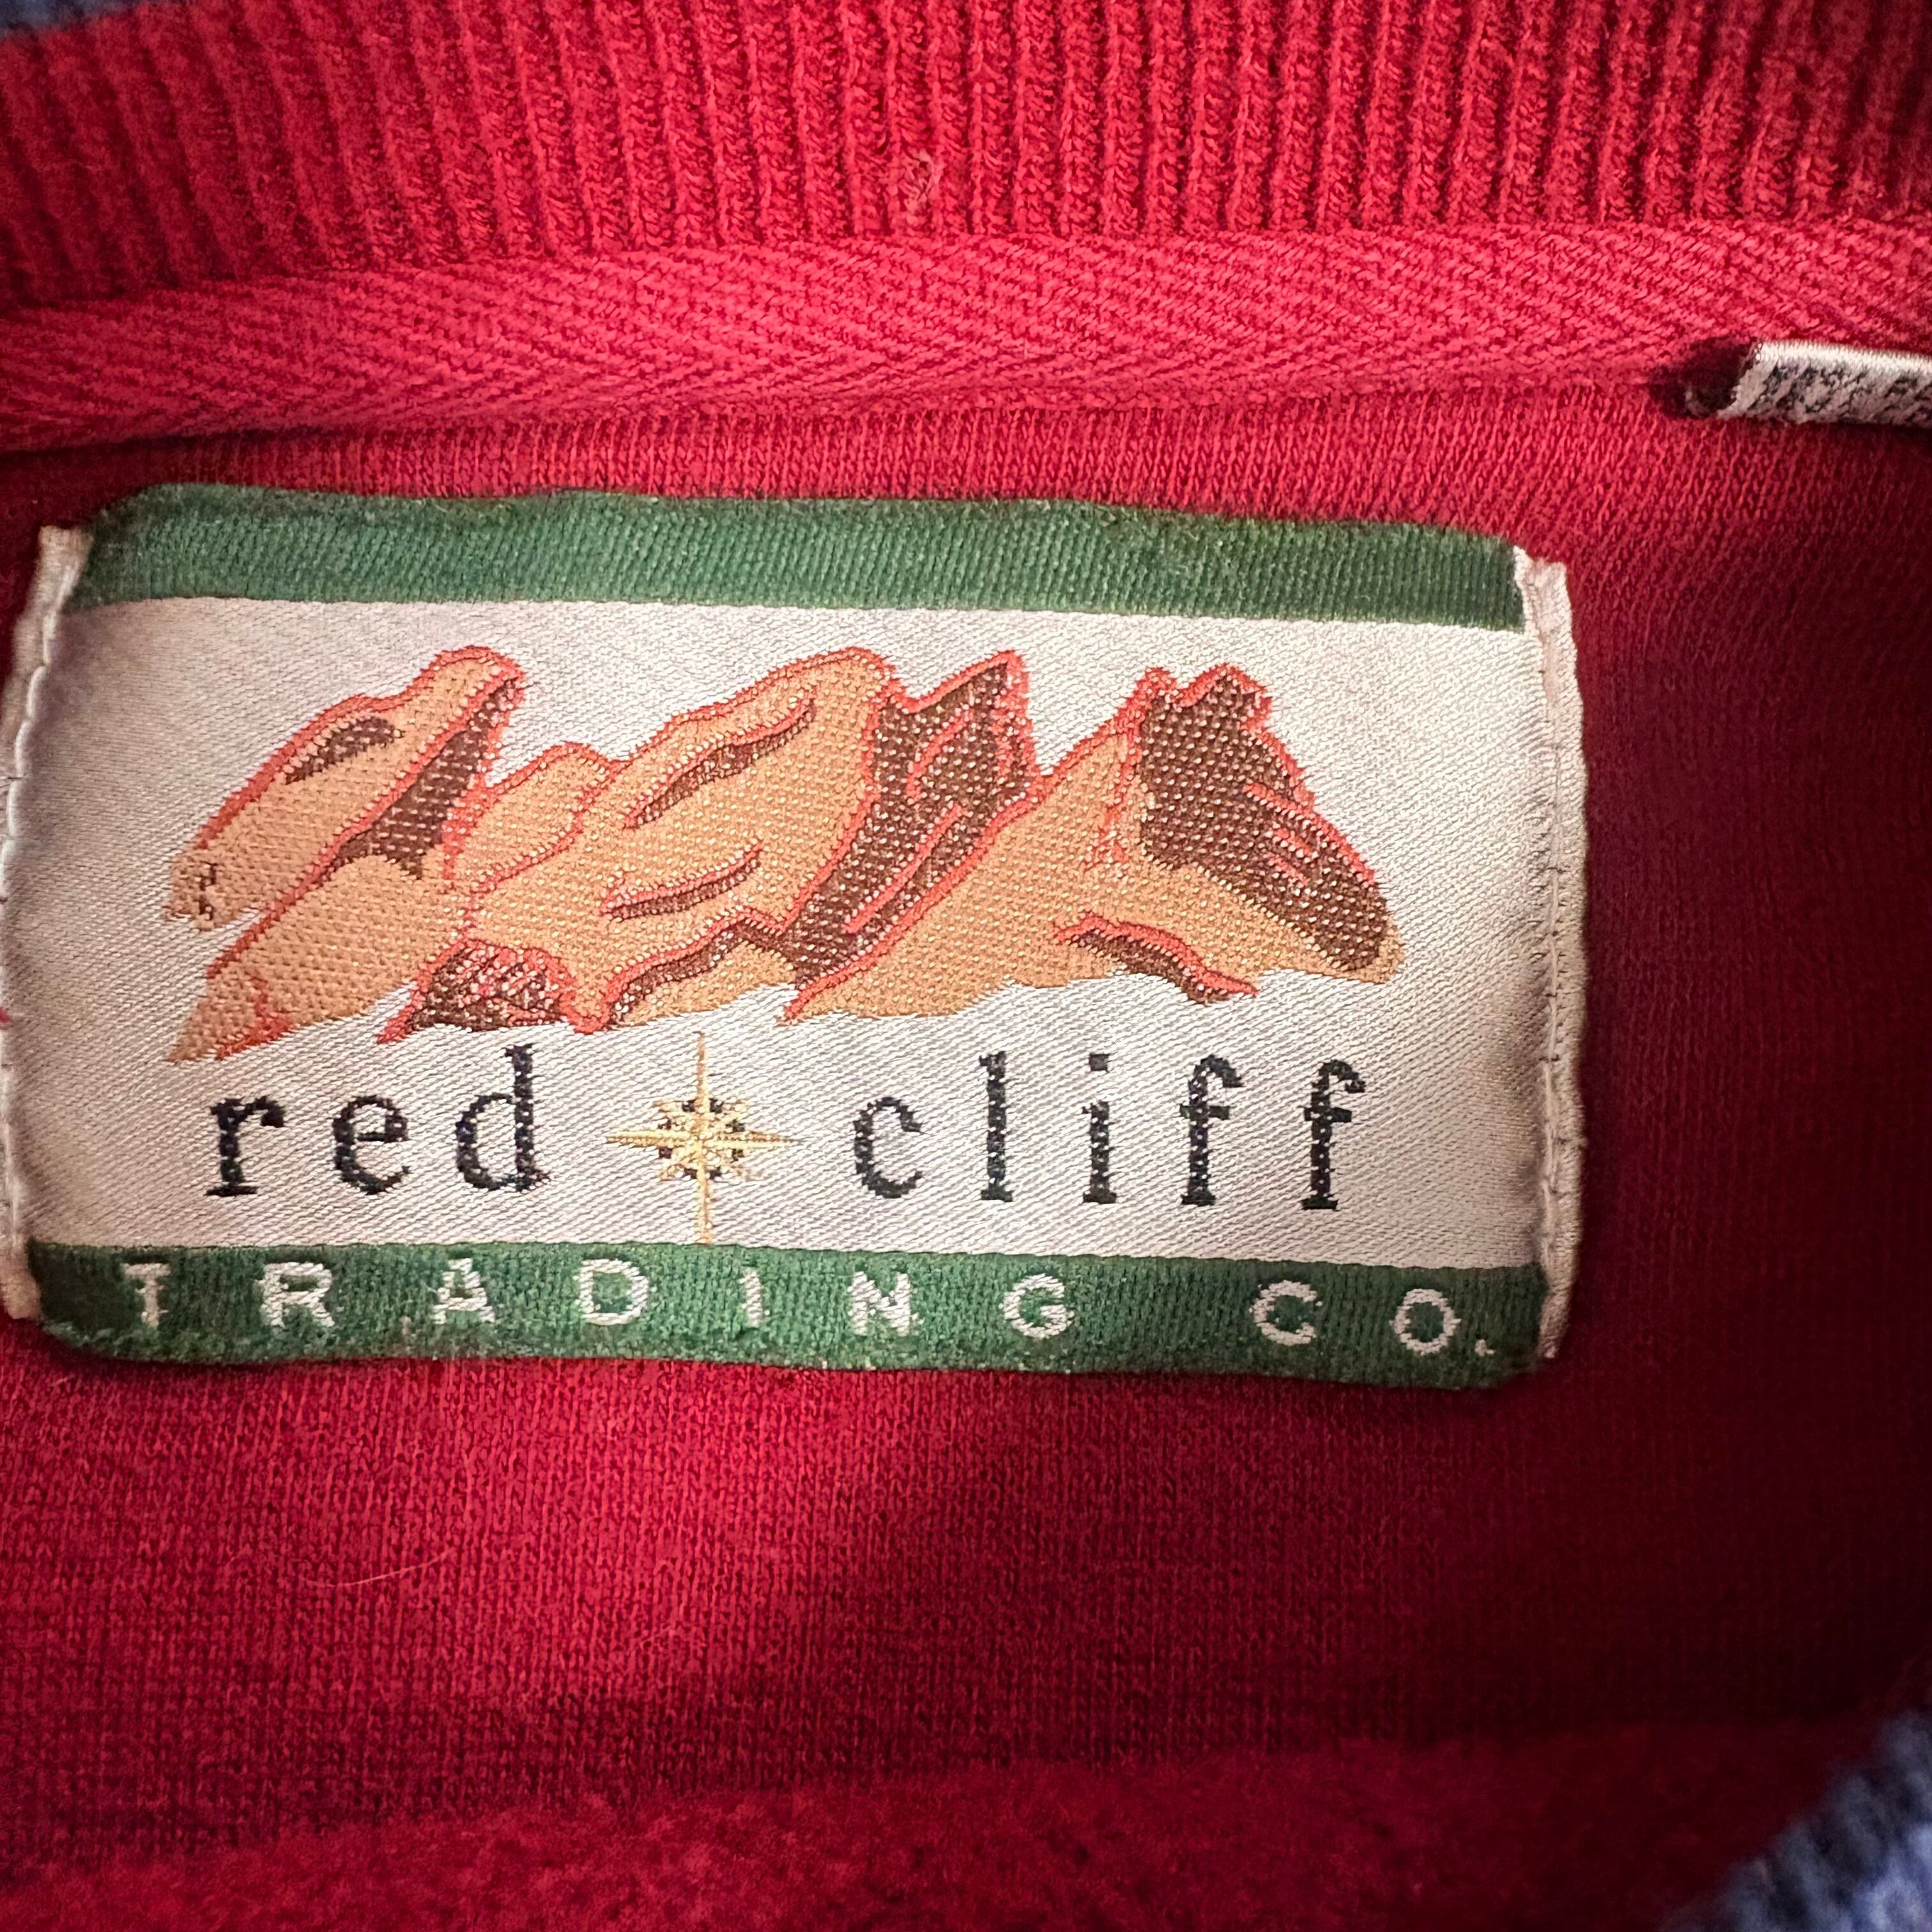 red cliff
TRADING CO.